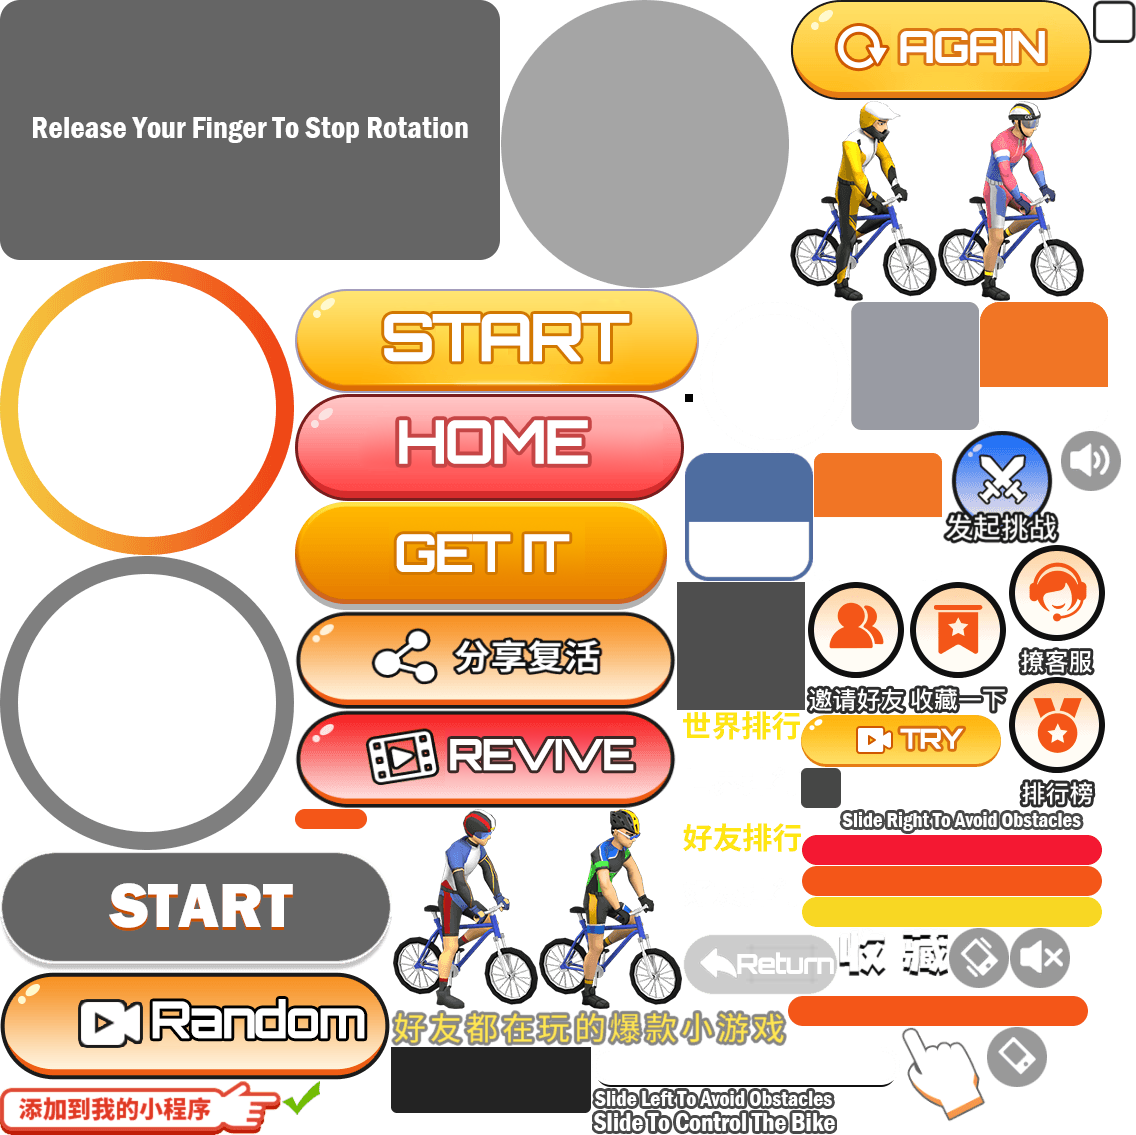 AGAIN
Release Your Finger To Stop Rotation
START
HOME
GET IT
发起挑战
分享复活
撩客服
邀请好友
收藏一下
世界排行
TRY
REVIVE
排行榜
Slide Right To Avoid Obstacles
好友排行
START
Return
收藏
Random
好友都在玩的爆款小游戏
添加到我的小程序
Slide Left To Avoid Obstacles
Slide To Control The Bike